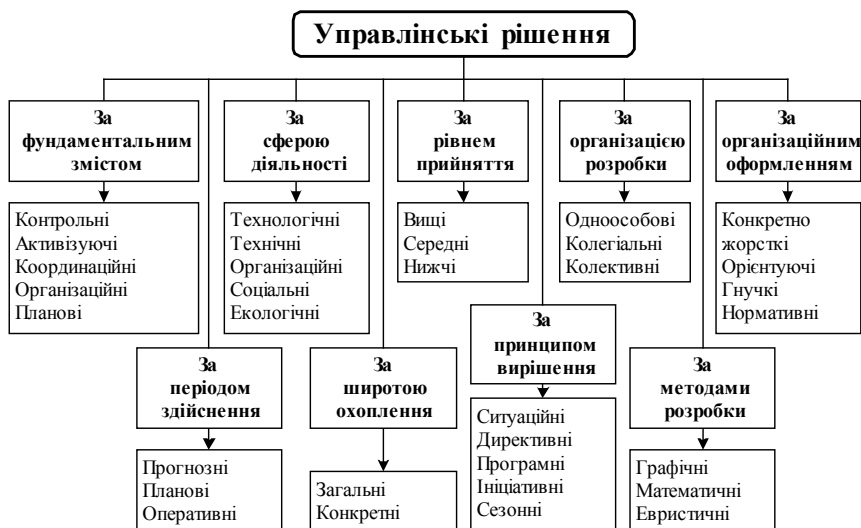 Управлінські рішення
За
фундаментальним
змістом
Контрольні
Активізуючі
Координаційні
Організаційні
Планові
За
сферою
діяльності
Технологічні
Технічні
Організаційні
Соціальні
Екологічні
За
рівнем
прийняття
Вищі
Середні
Нижчі
За
організацією
розробки
Одноособові
Колегіальні
Колективні
За
організаційним
оформленням
Конкретно
жорсткі
Орієнтуючі
Гнучкі
Нормативні
За
періодом
здійснення
Прогнозні
Планові
Оперативні
За
широтою
охоплення
Загальні
Конкретні
За
принципом
вирішення
Ситуаційні
Директивні
Програмні
Ініціативні
Сезонні
За
методами
розробки
Графічні
Математичні
Евристичні